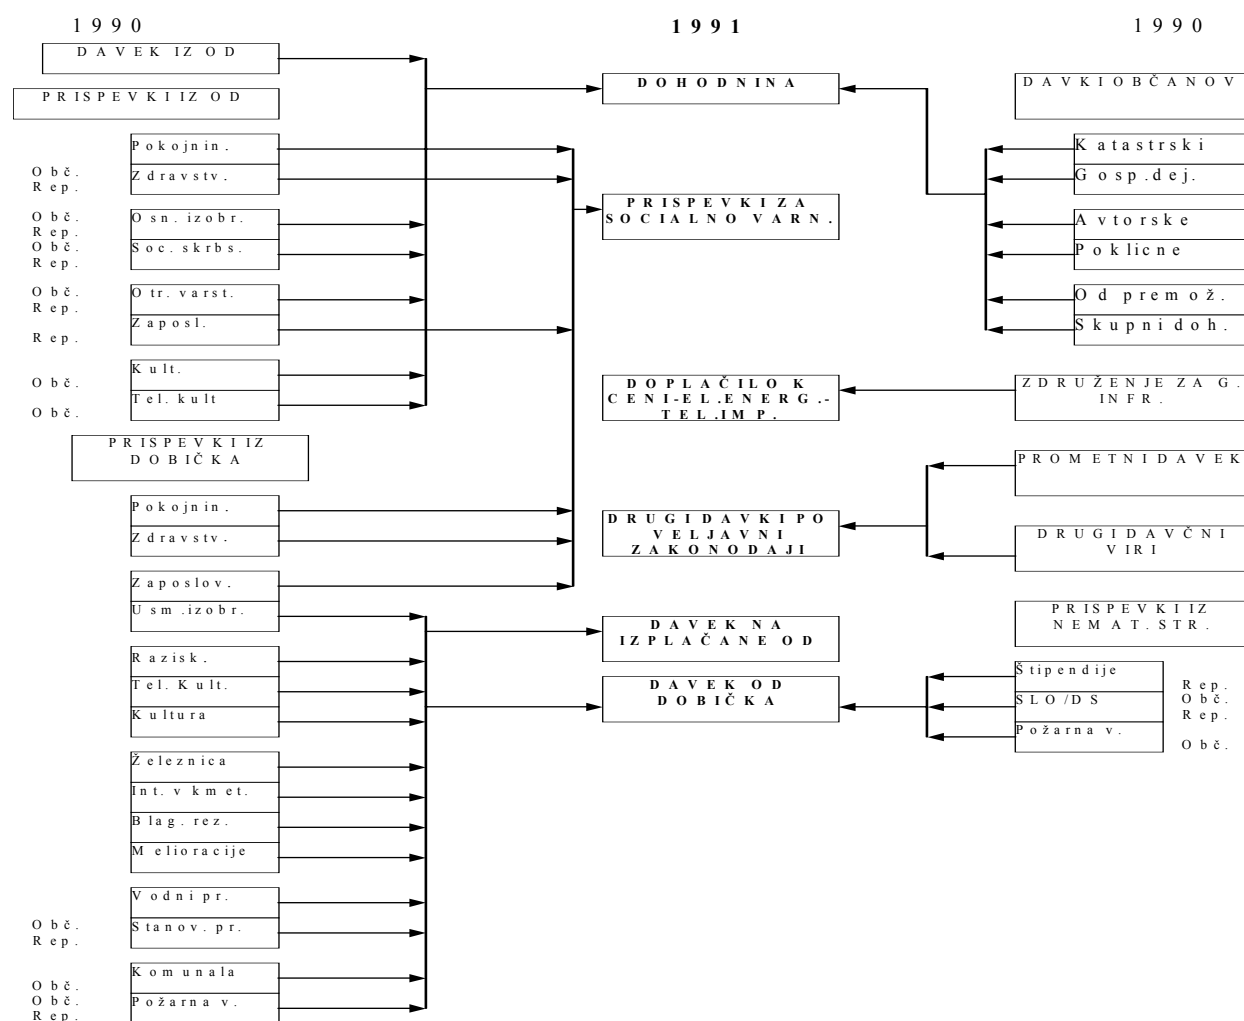 1990
1991
1990
DAVEK IZ OD
PRISPEVKI IZ OD
Pokojnin.
Obč.
Rep.
Zdravstv.
Obč.
Rep.
Osn. izobr.
Obč.
Rep.
Soc. skrbs.
Obč.
Rep.
Otr. varst.
Rep.
Zaposl.
Obč.
Kult.
Obč.
Tel. kult
PRISPEVKI IZ
DOBIČKA
Pokojnin.
Zdravstv.
Zaposlov.
Usm.izobr.
Razisk.
Tel. Kult.
Kultura
Železnica
Int. v kmet.
Blag. rez.
Melioracije
Vodni pr.
Obč.
Rep.
Stanov. pr.
Komunala
Obč.
Obč.
Rep.
Požarna v.
DOHODNINA
PRISPEVKI ZA
SOCIALNO VARN.
DOPLAČILO K
CENI-EL.ENERG.-
TEL.IMP.
DRUGI DAVKI PO
VELJAVNI
ZAKONODAJI
DAVEK NA
IZPLAČANE OD
DAVEK OD
DOBIČKA
DAVKI OBČANOV
Katastrski
Gosp.dej.
Avtorske
Poklicne
Od premož.
Skupni doh.
ZDRUŽENJE ZA G.
INFR.
PROMETNI DAVEK
DRUGI DAVČNI
VIRI
PRISPEVKI IZ
NEMAT. STR.
Štipendije
Rep.
SLO/DS
Obč.
Rep.
Požarna v.
Obč.